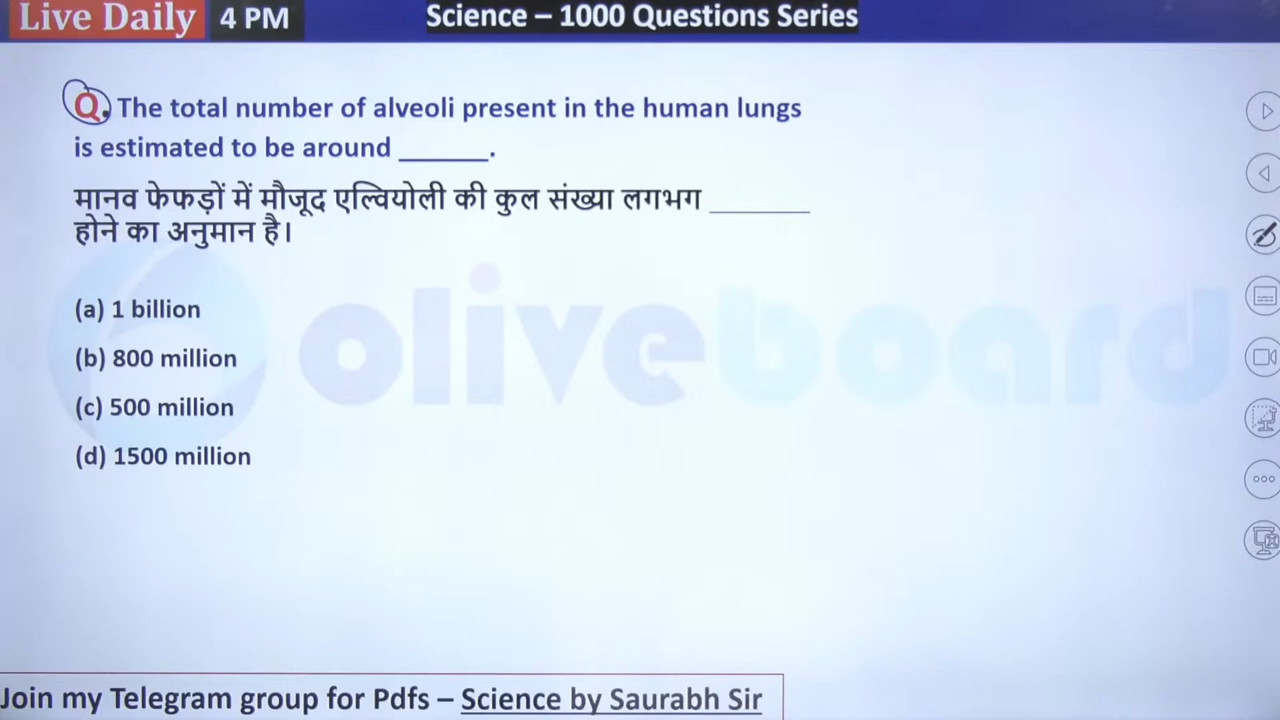 Live Daily 4 PM
Science – 1000 Questions Series
Q. The total number of alveoli present in the human lungs
is estimated to be around ______.
मानव फेफड़ों में मौजूद एल्वियोली की कुल संख्या लगभग _______
होने का अनुमान है।
oliveboard
(a) 1 billion
(b) 800 million
(c) 500 million
(d) 1500 million
Join my Telegram group for Pdfs – Science by Saurabh Sir